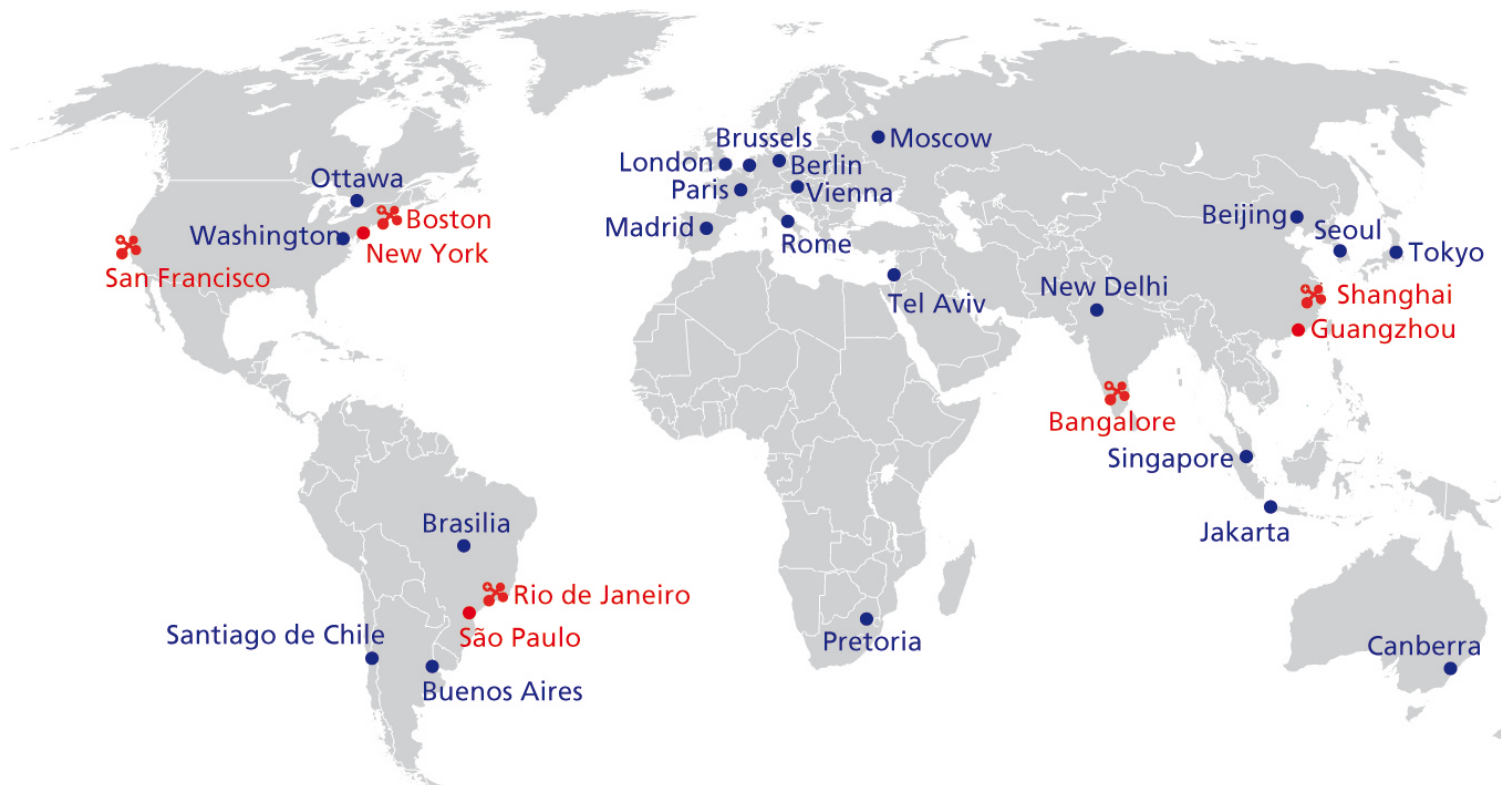 Brussels
Moscow
London
Berlin
Paris
Vienna
Ottawa
Boston
Washington
New York
San Francisco
Madrid
Rome
Beijing
Seoul
Tokyo
Tel Aviv
New Delhi
Shanghai
Guangzhou
Bangalore
Singapore
Jakarta
Brasilia
Rio de Janeiro
São Paulo
Santiago de Chile
Buenos Aires
Pretoria
Canberra